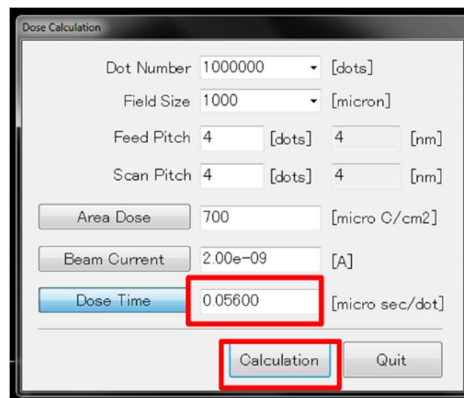 Dose Calculation
Dot Number 1000000 [dots]
Field Size 1000 [micron]
Feed Pitch 4 [dots] 4 [nm]
Scan Pitch 4 [dots] 4 [nm]
Area Dose 700 [micro C/cm2]
Beam Current 2.00e-09 [A]
Dose Time 0.05600 [micro sec/dot]
Calculation Quit